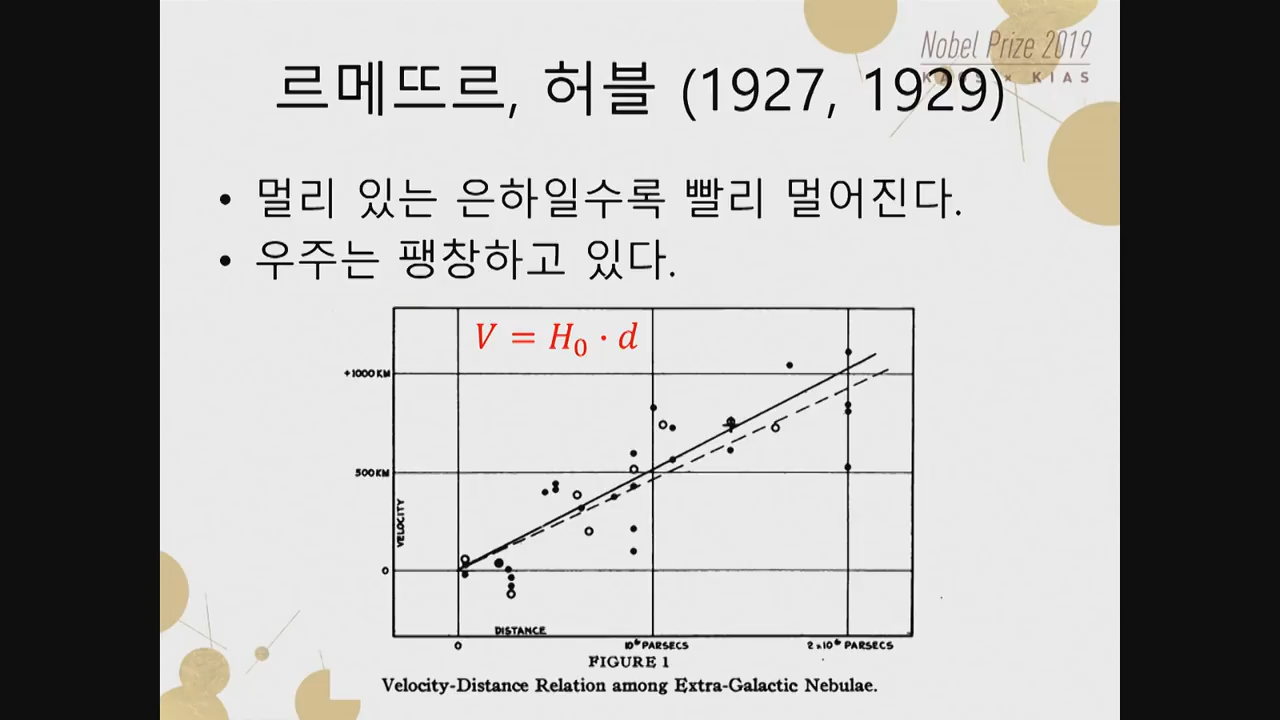 Nobel Prize 2019
KAOS × KIAS
르메뜨르, 허블 (1927, 1929)
• 멀리 있는 은하일수록 빨리 멀어진다.
• 우주는 팽창하고 있다.
V = H₀ · d
+1000 KM
500 KM
VELOCITY
0
DISTANCE
0
10⁶ PARSECS
2 x 10⁶ PARSECS
FIGURE 1
Velocity-Distance Relation among Extra-Galactic Nebulae.